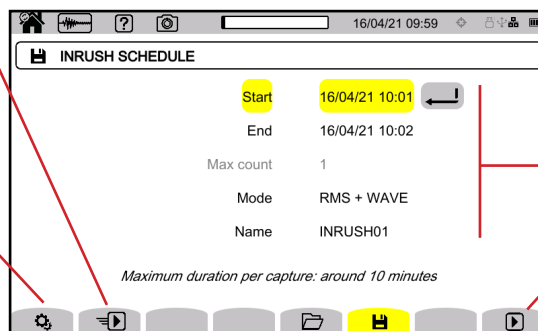 ?
16/04/21 09:59
INRUSH SCHEDULE
Start 16/04/21 10:01
End 16/04/21 10:02
Max count 1
Mode RMS + WAVE
Name INRUSH01
Maximum duration per capture: around 10 minutes